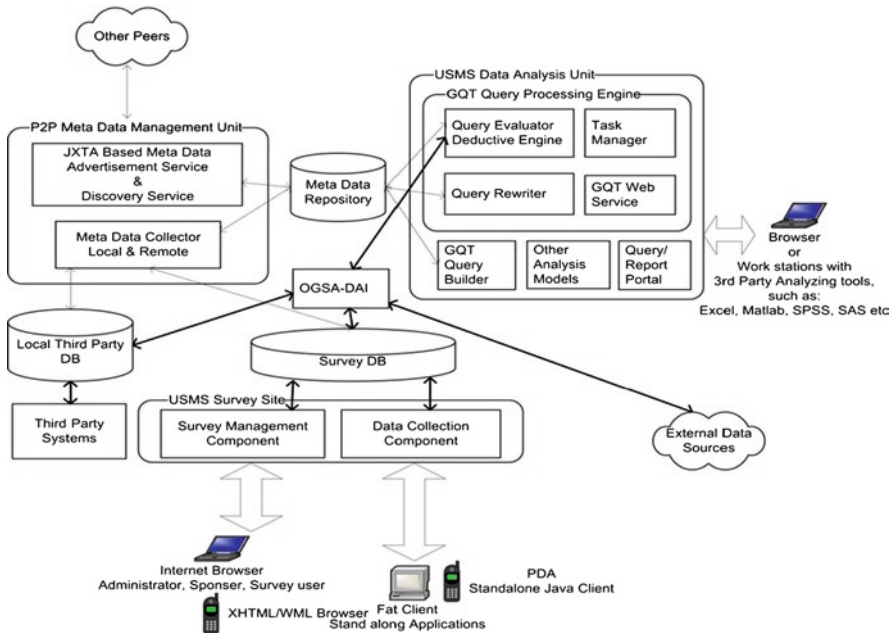 Other Peers
USMS Data Analysis Unit
GQT Query Processing Engine
Query Evaluator
Deductive Engine
Task
Manager
Query Rewriter
GQT Web
Service
GQT
Query
Builder
Other
Analysis
Models
Query/
Report
Portal
P2P Meta Data Management Unit
JXTA Based Meta Data
Advertisement Service
&
Discovery Service
Meta Data Collector
Local & Remote
Meta Data
Repository
Browser
or
Work stations with
3rd Party Analyzing tools,
such as:
Excel, Matlab, SPSS, SAS etc
OGSA-DAI
Local Third Party
DB
Survey DB
Third Party
Systems
USMS Survey Site
Survey Management
Component
Data Collection
Component
External Data
Sources
Internet Browser
Administrator, Sponser, Survey user
XHTML/WML Browser
Fat Client
Stand along Applications
PDA
Standalone Java Client